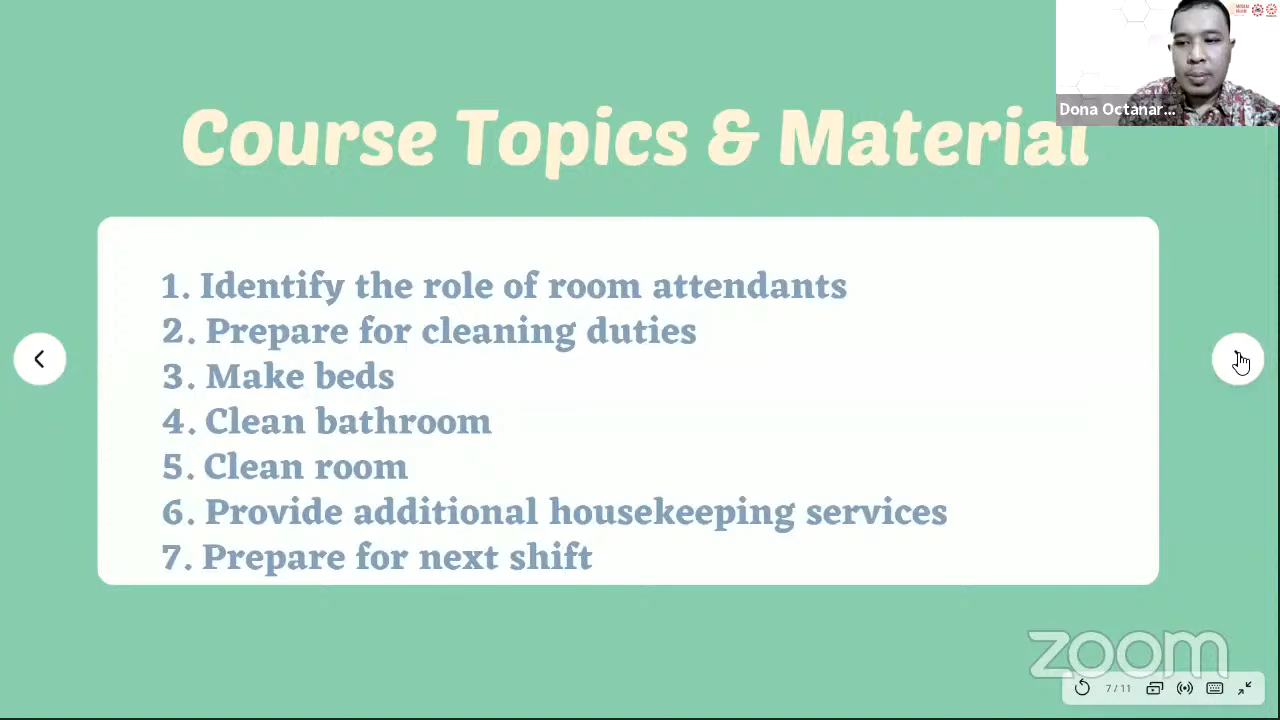 Dona Octanar...
Course Topics & Material
1. Identify the role of room attendants
2. Prepare for cleaning duties
3. Make beds
4. Clean bathroom
5. Clean room
6. Provide additional housekeeping services
7. Prepare for next shift
zoom
7/11